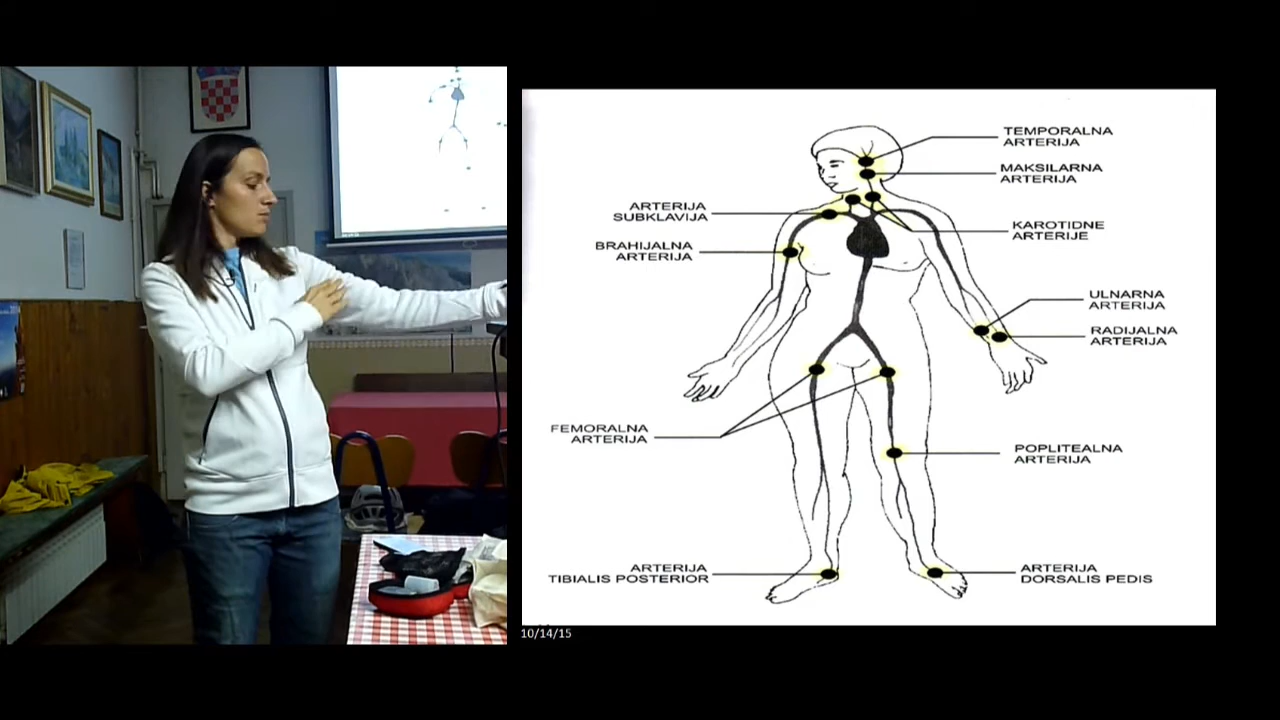 TEMPORALNA
ARTERIJA
MAKSILARNA
ARTERIJA
ARTERIJA
SUBKLAVIJA
KAROTIDNE
ARTERIJE
BRAHIJALNA
ARTERIJA
ULNARNA
ARTERIJA
RADIJALNA
ARTERIJA
FEMORALNA
ARTERIJA
POPLITEALNA
ARTERIJA
ARTERIJA
TIBIALIS POSTERIOR
ARTERIJA
DORSALIS PEDIS
10/14/15